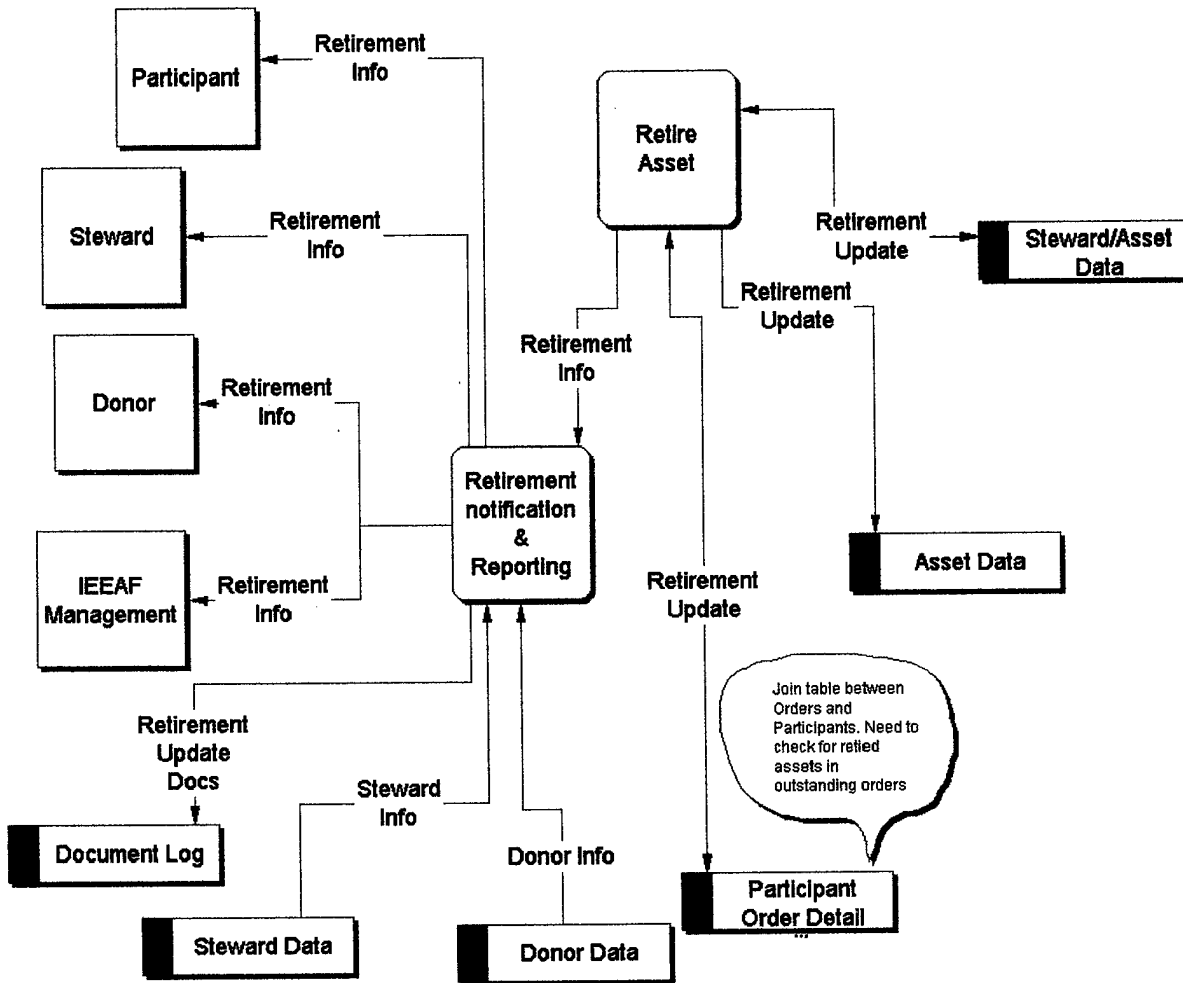 Participant
Retirement
Info
Retire
Asset
Steward
Retirement
Info
Retirement
Update
Steward/Asset
Data
Retirement
Update
Retirement
Info
Donor
Retirement
Info
Retirement
notification
&
Reporting
Asset Data
IEEAF
Management
Retirement
Info
Retirement
Update
Join table between
Orders and
Participants. Need to
check for retied
assets in
outstanding orders
Retirement
Update
Docs
Steward
Info
Document Log
Donor Info
Participant
Order Detail
...
Steward Data
Donor Data